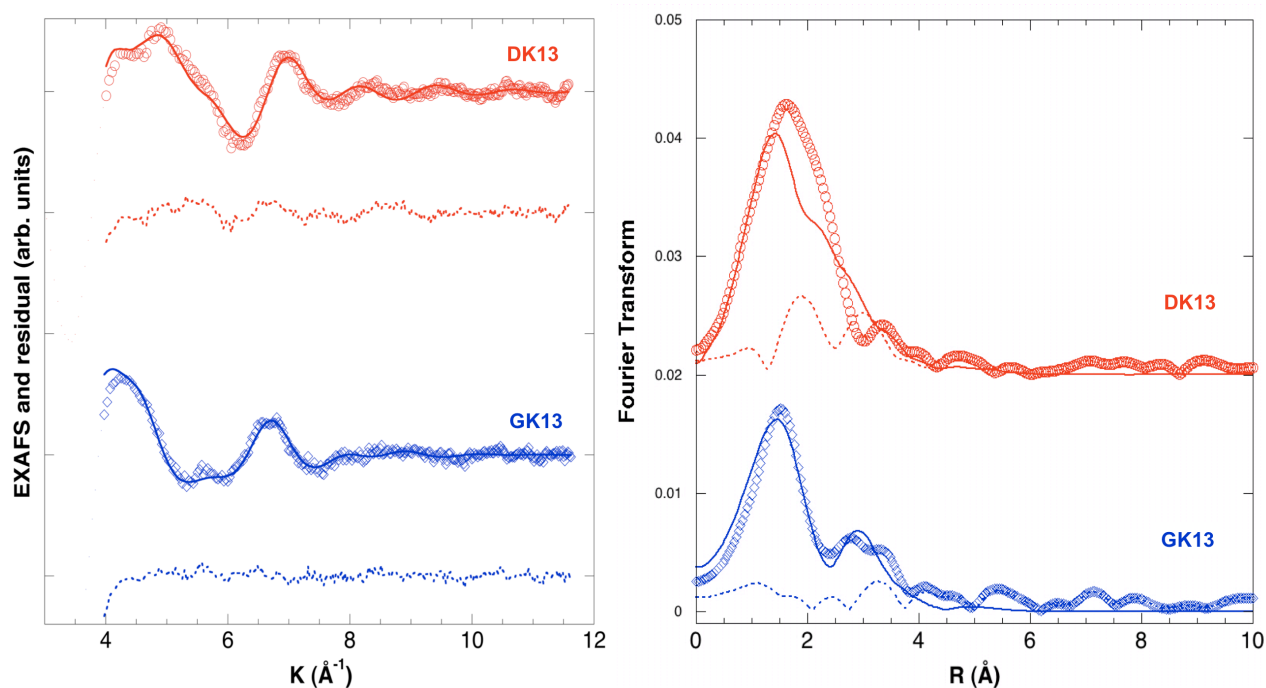 EXAFS and residual (arb. units)
DK13
GK13
4
6
8
10
12
K (Å⁻¹)
Fourier Transform
0.05
0.04
0.03
0.02
0.01
0
DK13
GK13
0
2
4
6
8
10
R (Å)